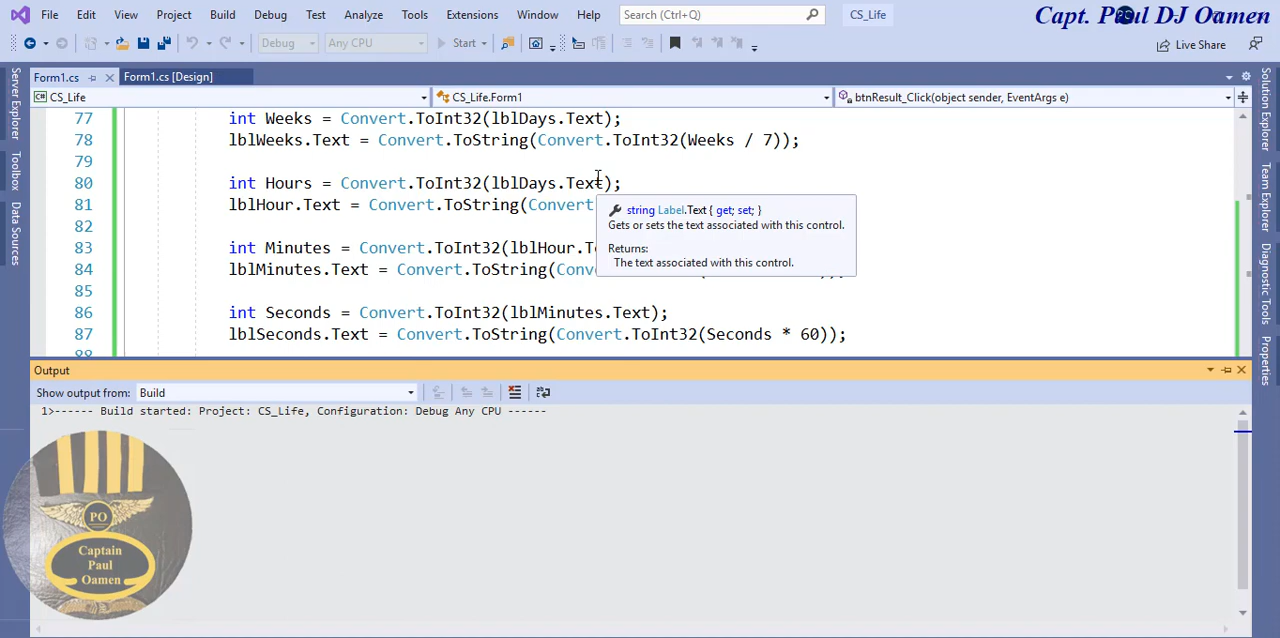 File Edit View Project Build Debug Test Analyze Tools Extensions Window Help Search (Ctrl+Q) CS_Life
Capt. Paul DJ Oamen
Debug Any CPU Start Live Share
Form1.cs Form1.cs [Design]
CS_Life CS_Life.Form1 btnResult_Click(object sender, EventArgs e)
77 int Weeks = Convert.ToInt32(lblDays.Text);
78 lblWeeks.Text = Convert.ToString(Convert.ToInt32(Weeks / 7));
79
80 int Hours = Convert.ToInt32(lblDays.Text);
81 lblHour.Text = Convert.ToString(Convert
82
83 int Minutes = Convert.ToInt32(lblHour.Te
84 lblMinutes.Text = Convert.ToString(Conv
85
86 int Seconds = Convert.ToInt32(lblMinutes.Text);
87 lblSeconds.Text = Convert.ToString(Convert.ToInt32(Seconds * 60));
88
string Label.Text { get; set; }
Gets or sets the text associated with this control.
Returns:
The text associated with this control.
Server Explorer
Toolbox
Data Sources
Solution Explorer
Team Explorer
Diagnostic Tools
Properties
Output
Show output from: Build
1>------ Build started: Project: CS_Life, Configuration: Debug Any CPU ------
PO
Captain
Paul
Oamen